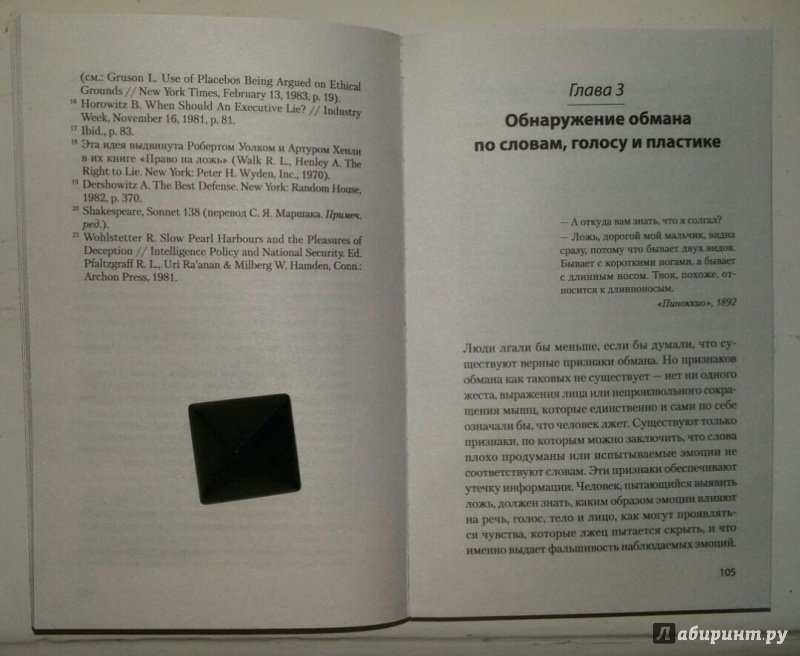 (см.: Gruson L. Use of Placebos Being Argued on Ethical
Grounds // New York Times, February 13, 1983, p. 19).
16 Horowitz B. When Should An Executive Lie? // Industry
Week, November 16, 1981, p. 81.
17 Ibid., p. 83.
18 Эта идея выдвинута Робертом Уолком и Артуром Хенли
в их книге «Право на ложь» (Walk R. L., Henley A. The
Right to Lie. New York: Peter H. Wyden, Inc., 1970).
19 Dershowitz A. The Best Defense. New York: Random House,
1982, p. 370.
20 Shakespeare, Sonnet 138 (перевод С. Я. Маршака. Примеч.
ред.).
21 Wohlstetter R. Slow Pearl Harbours and the Pleasures of
Deception // Intelligence Policy and National Security. Ed.
Pfaltzgraff R. L., Uri Ra'anan & Milberg W. Hamden, Conn.:
Archon Press, 1981.
Глава 3
Обнаружение обмана
по словам, голосу и пластике
— А откуда вам знать, что я солгал?
— Ложь, дорогой мой мальчик, видна
сразу, потому что бывает двух видов.
Бывает с короткими ногами, а бывает
с длинным носом. Твоя, похоже, от-
носится к длинноносым.
«Пиноккио», 1892
Люди лгали бы меньше, если бы думали, что су-
ществуют верные признаки обмана. Но признаков
обмана как таковых не существует — нет ни одного
жеста, выражения лица или непроизвольного сокра-
щения мышц, которые единственно и сами по себе
означали бы, что человек лжет. Существуют только
признаки, по которым можно заключить, что слова
плохо продуманы или испытываемые эмоции не
соответствуют словам. Эти признаки обеспечивают
утечку информации. Человек, пытающийся выявить
ложь, должен знать, каким образом эмоции влияют
на речь, голос, тело и лицо, как могут проявлять-
ся чувства, которые лжец пытается скрыть, и что
именно выдает фальшивость наблюдаемых эмоций.
105
Лабиринт.ру